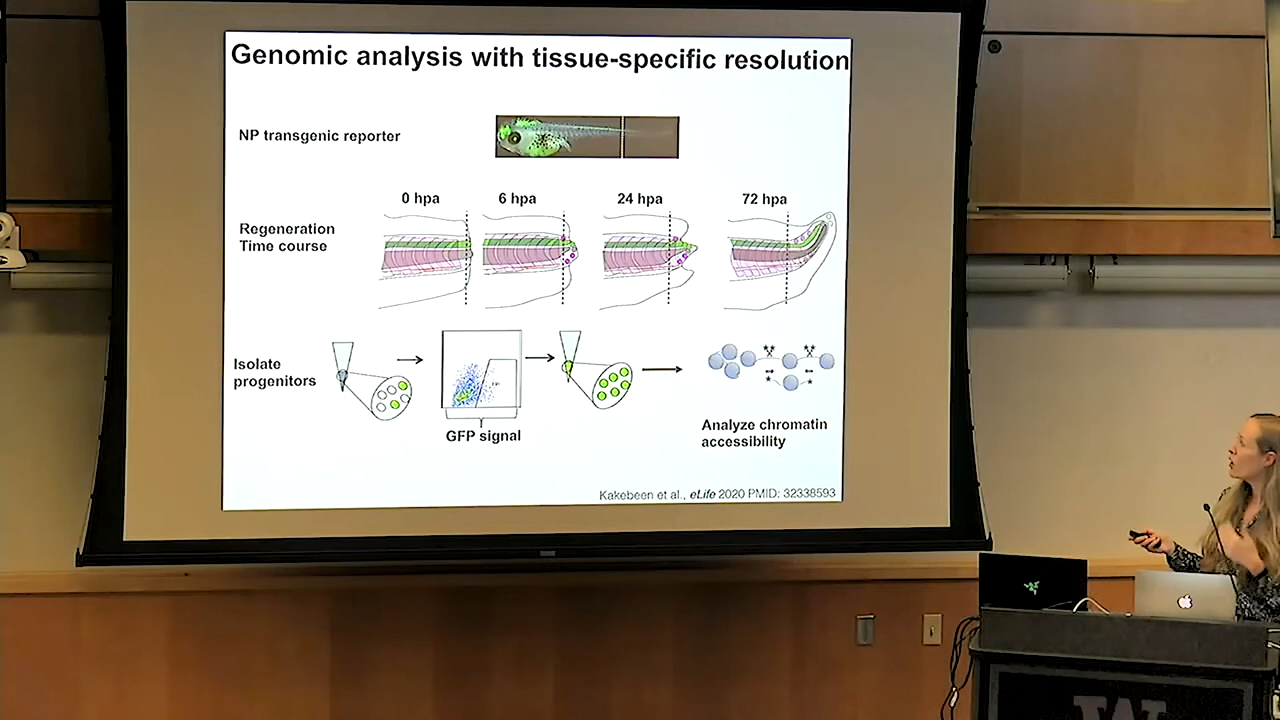 Genomic analysis with tissue-specific resolution
NP transgenic reporter
0 hpa
6 hpa
24 hpa
72 hpa
Regeneration
Time course
Isolate
progenitors
GFP signal
Analyze chromatin
accessibility
Kakebeen et al., eLife 2020 PMID: 32338593
W